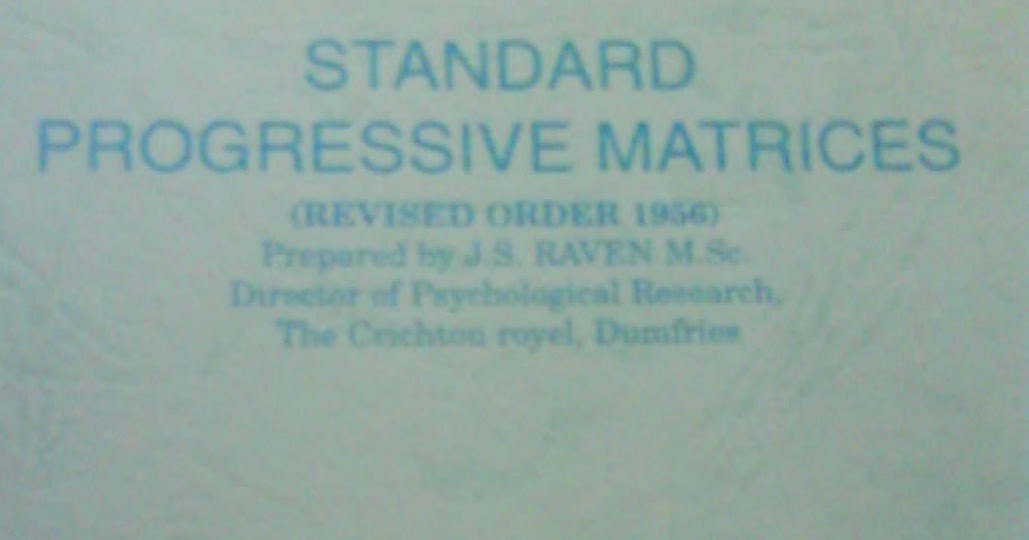 STANDARD
PROGRESSIVE MATRICES
(REVISED ORDER 1956)
Prepared by J.S. RAVEN M.Sc.
Director of Psychological Research,
The Crichton royel, Dumfries